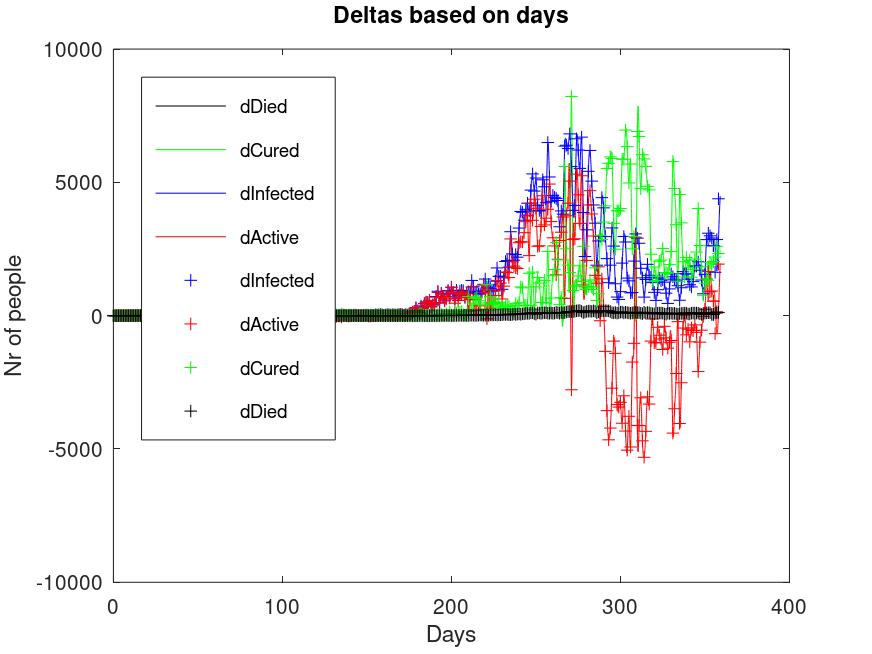 Deltas based on days
10000
5000
0
-5000
-10000
Nr of people
dDied
dCured
dInfected
dActive
dInfected
dActive
dCured
dDied
0
100
200
300
400
Days